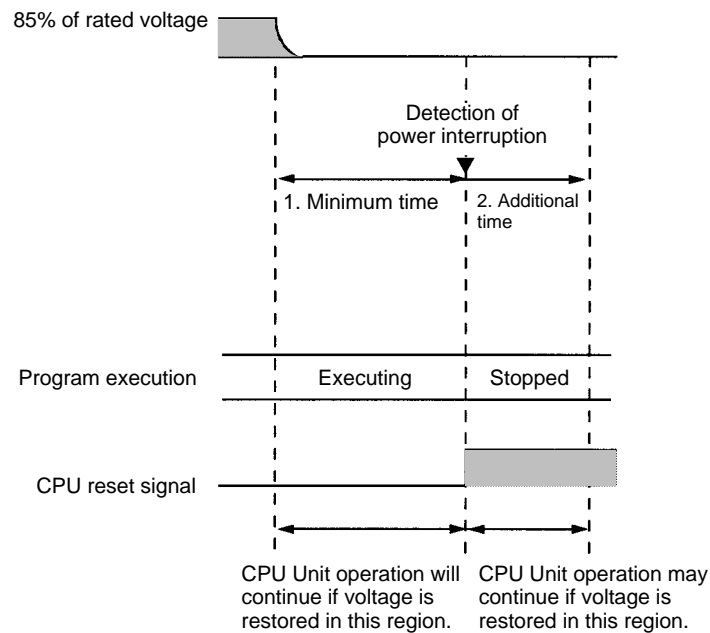 85% of rated voltage
Detection of
power interruption
1. Minimum time
2. Additional
time
Program execution
Executing
Stopped
CPU reset signal
CPU Unit operation will
continue if voltage is
restored in this region.
CPU Unit operation may
continue if voltage is
restored in this region.